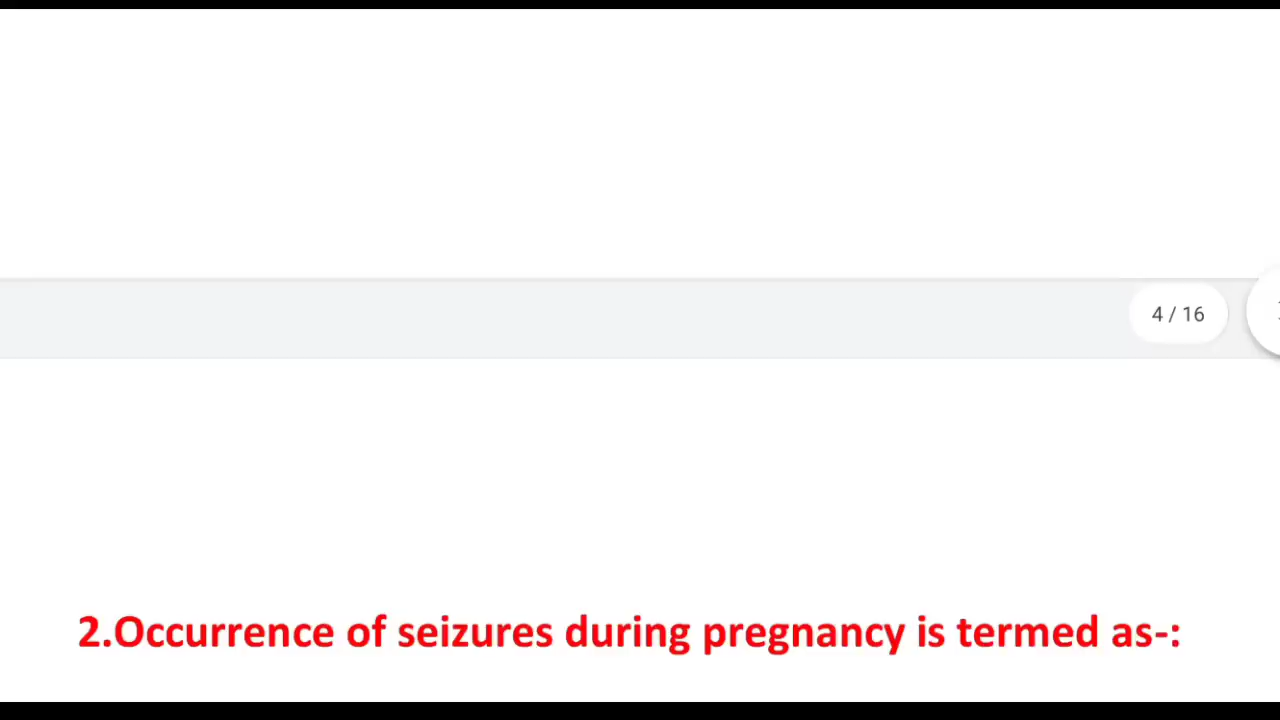 4 / 16
2.Occurrence of seizures during pregnancy is termed as-: